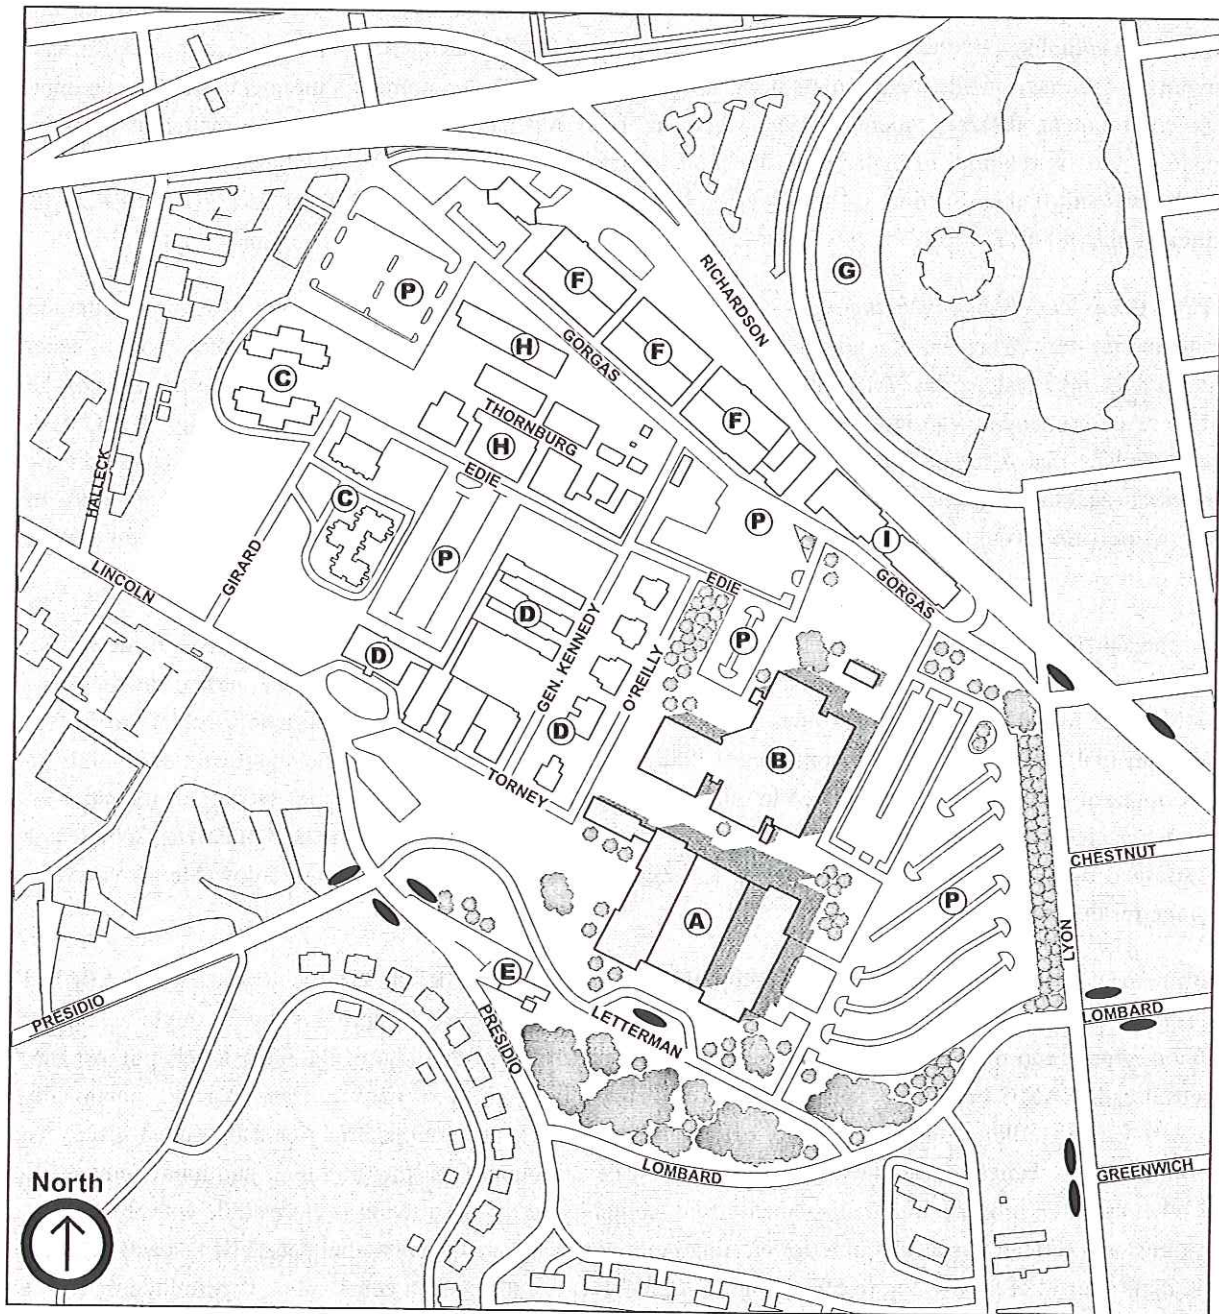 P
F
RICHARDSON
G
H
GORGAS
F
C
THORNBURG
F
H
EDIE
HALLECK
C
P
I
P
GORGAS
LINCOLN
GIRARD
EDIE
D
GEN. KENNEDY
P
D
O'REILLY
D
B
TORNEY
CHESTNUT
P
A
LYON
E
PRESIDIO
PRESIDIO
LETTERMAN
LOMBARD
LOMBARD
GREENWICH
North